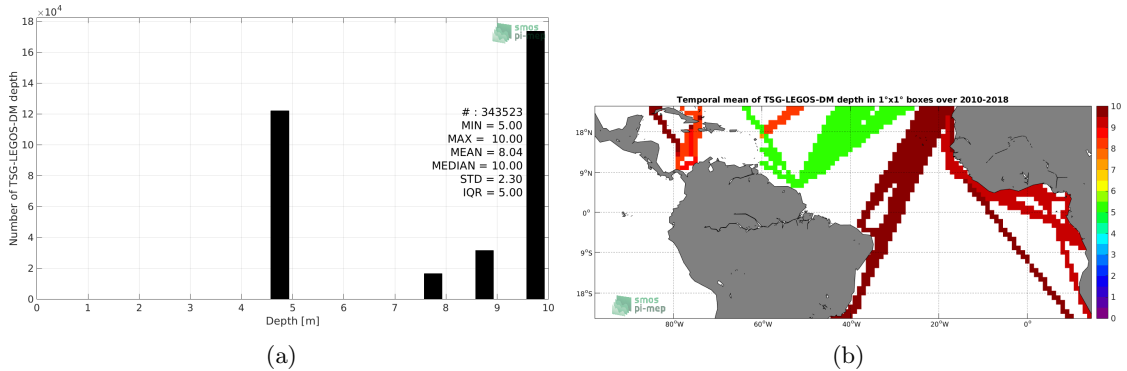 ×10⁴
18
16
14
12
10
8
6
4
2
0
Number of TSG-LEGOS-DM depth
smos
pi-mep
# : 343523
MIN = 5.00
MAX = 10.00
MEAN = 8.04
MEDIAN = 10.00
STD = 2.30
IQR = 5.00
0 1 2 3 4 5 6 7 8 9 10
Depth [m]
(a)
Temporal mean of TSG-LEGOS-DM depth in 1°x1° boxes over 2010-2018
18°N
9°N
0°
9°S
18°S
80°W 60°W 40°W 20°W 0°
smos
pi-mep
10
9
8
7
6
5
4
3
2
1
0
(b)